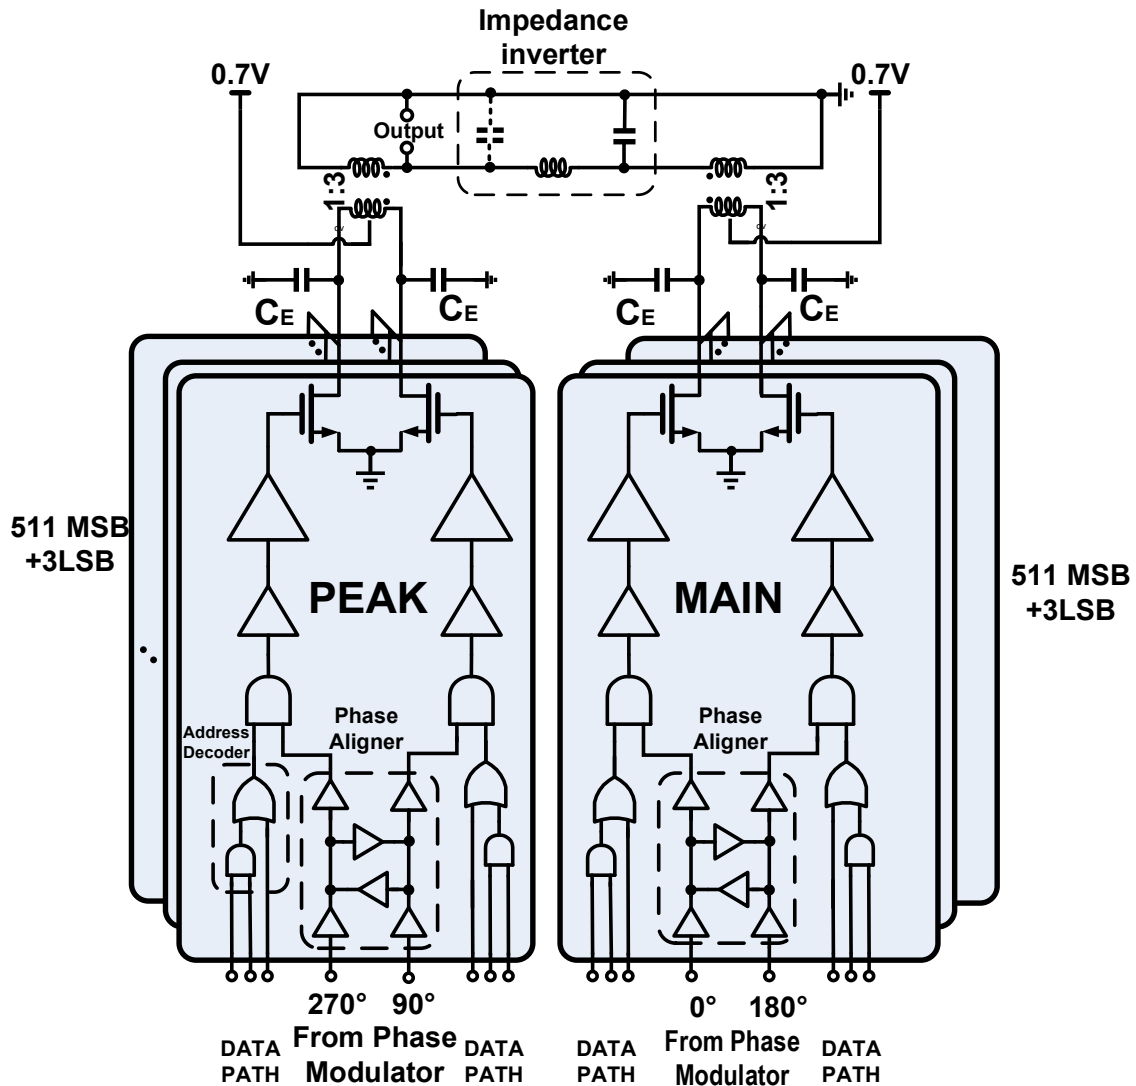 Impedance
inverter
0.7V
0.7V
Output
1:3
1:3
CE
CE
CE
CE
511 MSB
+3LSB
PEAK
MAIN
511 MSB
+3LSB
Phase
Aligner
Address
Decoder
Phase
Aligner
270° 90°
From Phase
Modulator
DATA
PATH
DATA
PATH
0° 180°
From Phase
Modulator
DATA
PATH
DATA
PATH